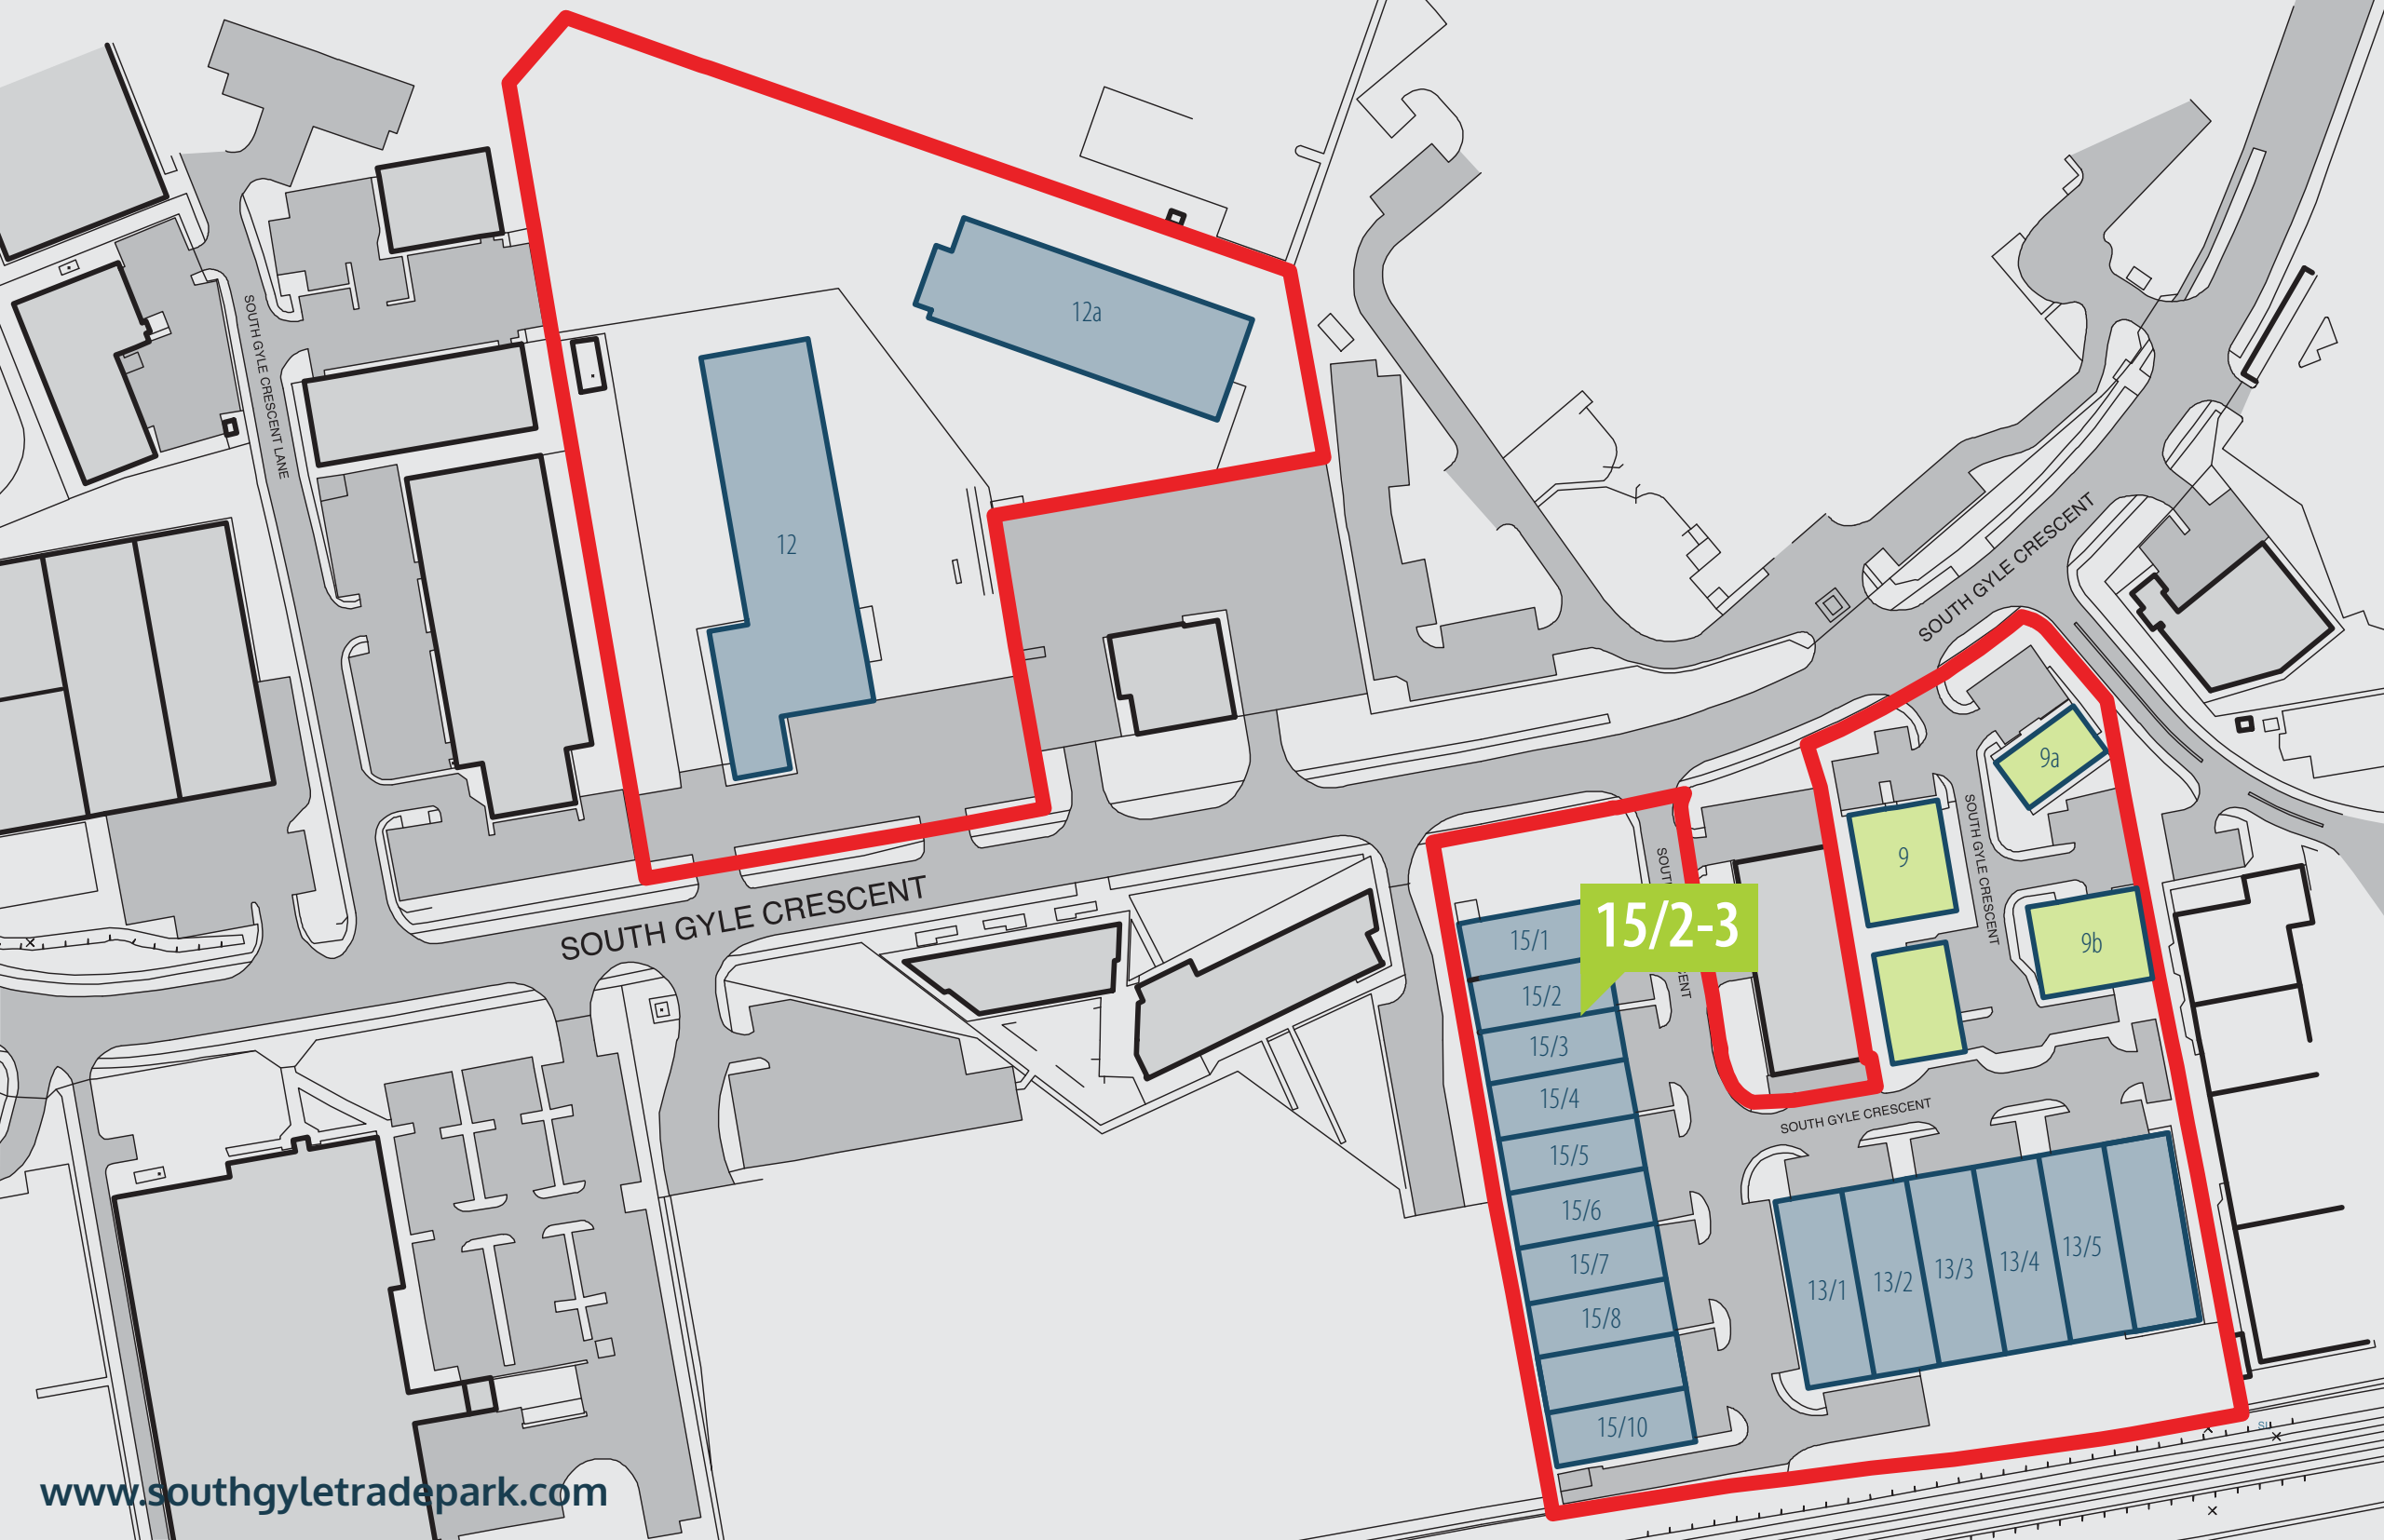 12a
SOUTH GYLE CRESCENT LANE
12
SOUTH GYLE CRESCENT
SOUTH GYLE CRESCENT
9a
SOUTH GYLE CRESCENT
9
9b
15/2-3
15/1
15/2
15/3
15/4
15/5
15/6
15/7
15/8
15/10
SOUTH GYLE CRESCENT
13/1
13/2
13/3
13/4
13/5
www.southgyletradepark.com